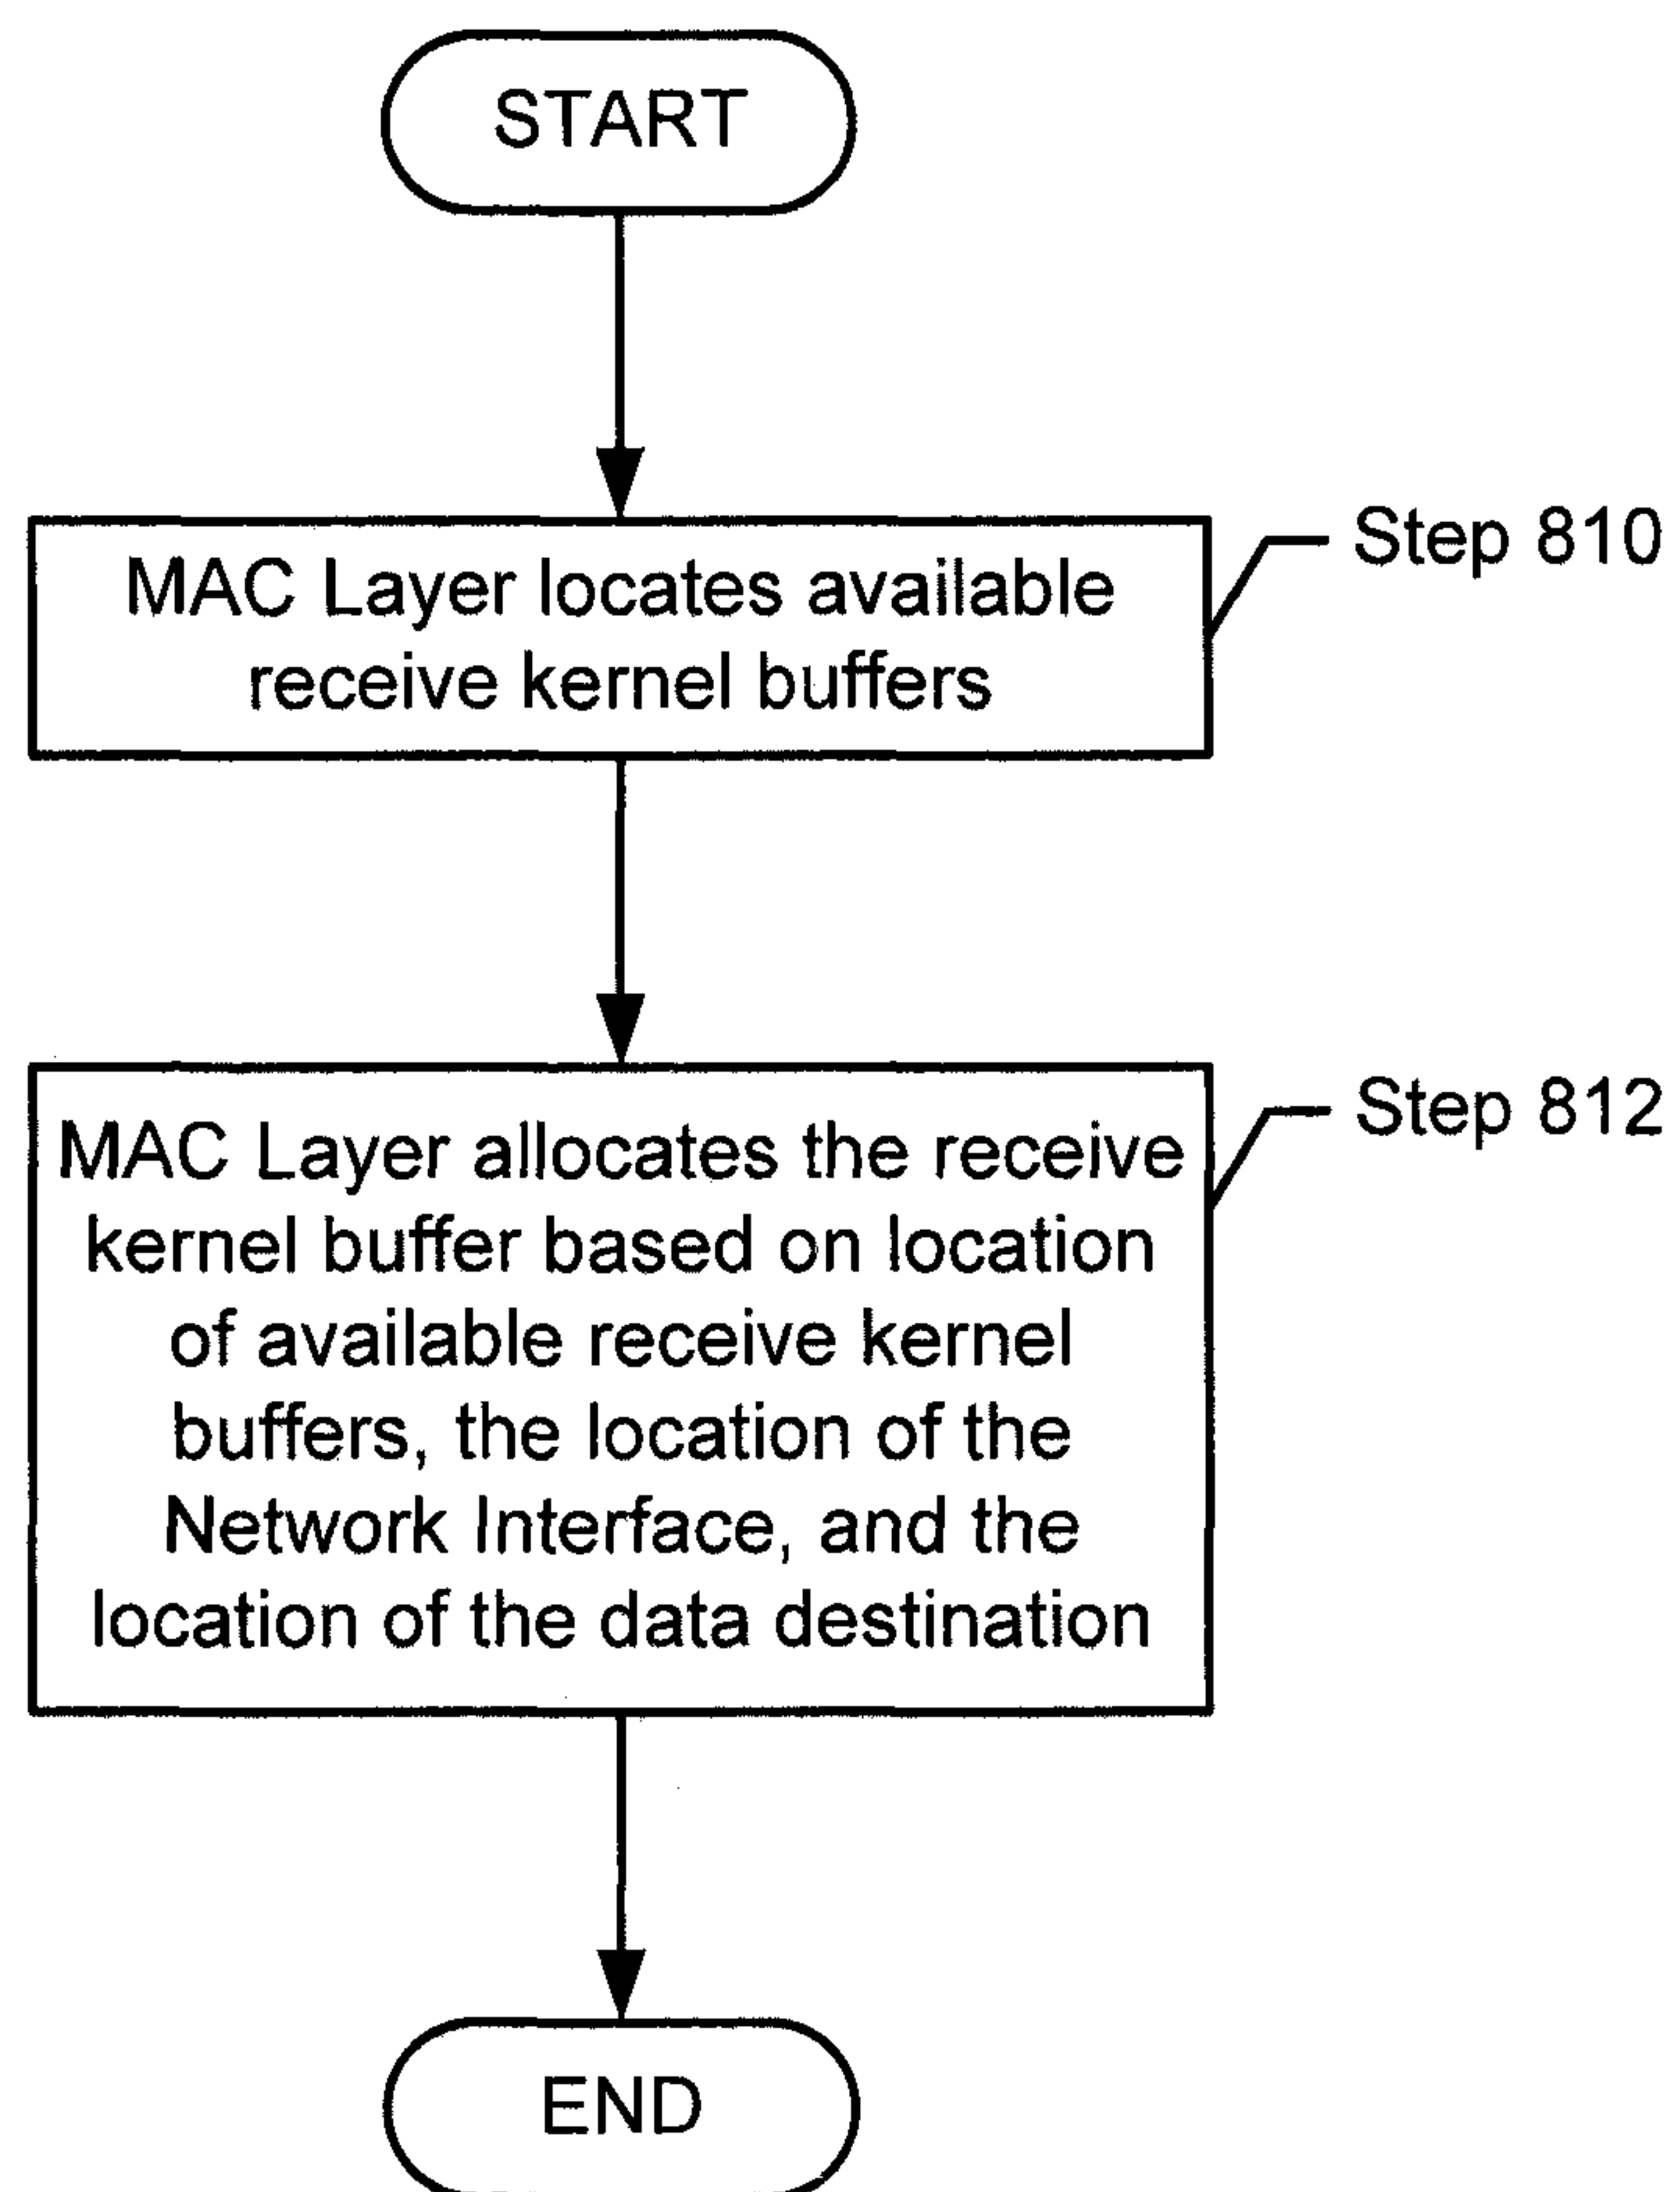 START
MAC Layer locates available
receive kernel buffers
Step 810
MAC Layer allocates the receive
kernel buffer based on location
of available receive kernel
buffers, the location of the
Network Interface, and the
location of the data destination
Step 812
END